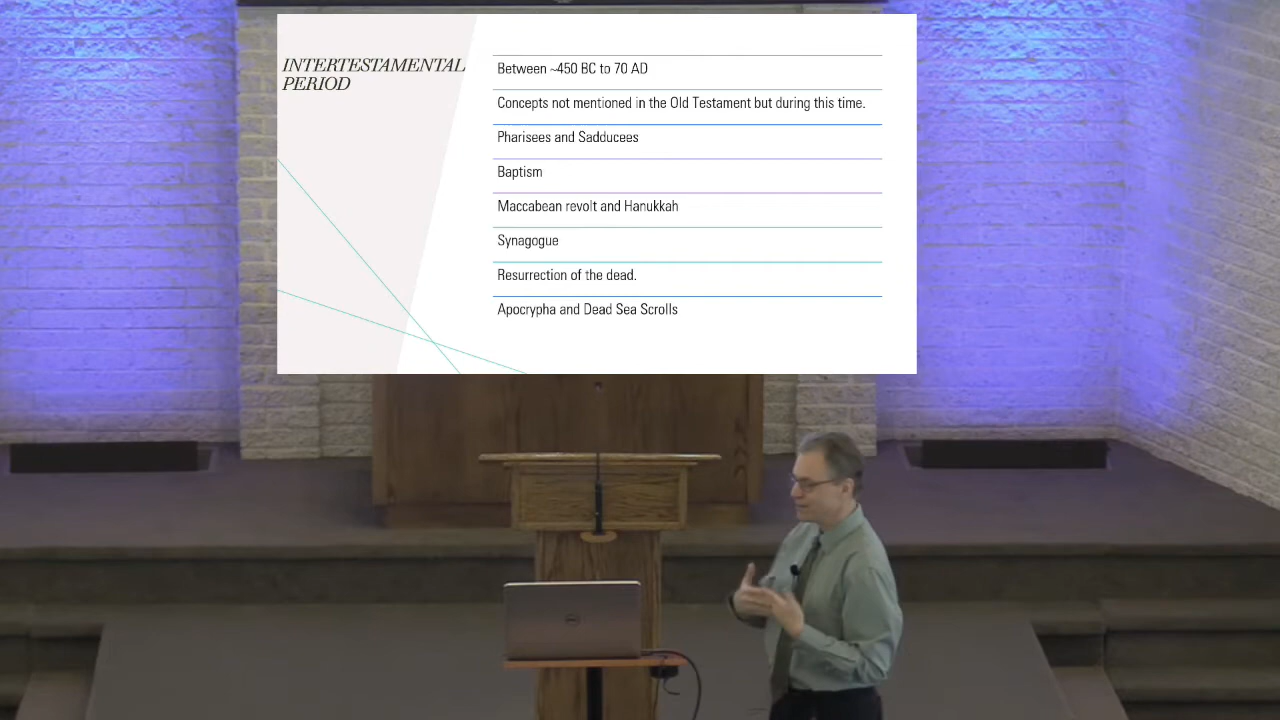 INTERTESTAMENTAL
PERIOD
Between ~450 BC to 70 AD
Concepts not mentioned in the Old Testament but during this time.
Pharisees and Sadducees
Baptism
Maccabean revolt and Hanukkah
Synagogue
Resurrection of the dead.
Apocrypha and Dead Sea Scrolls